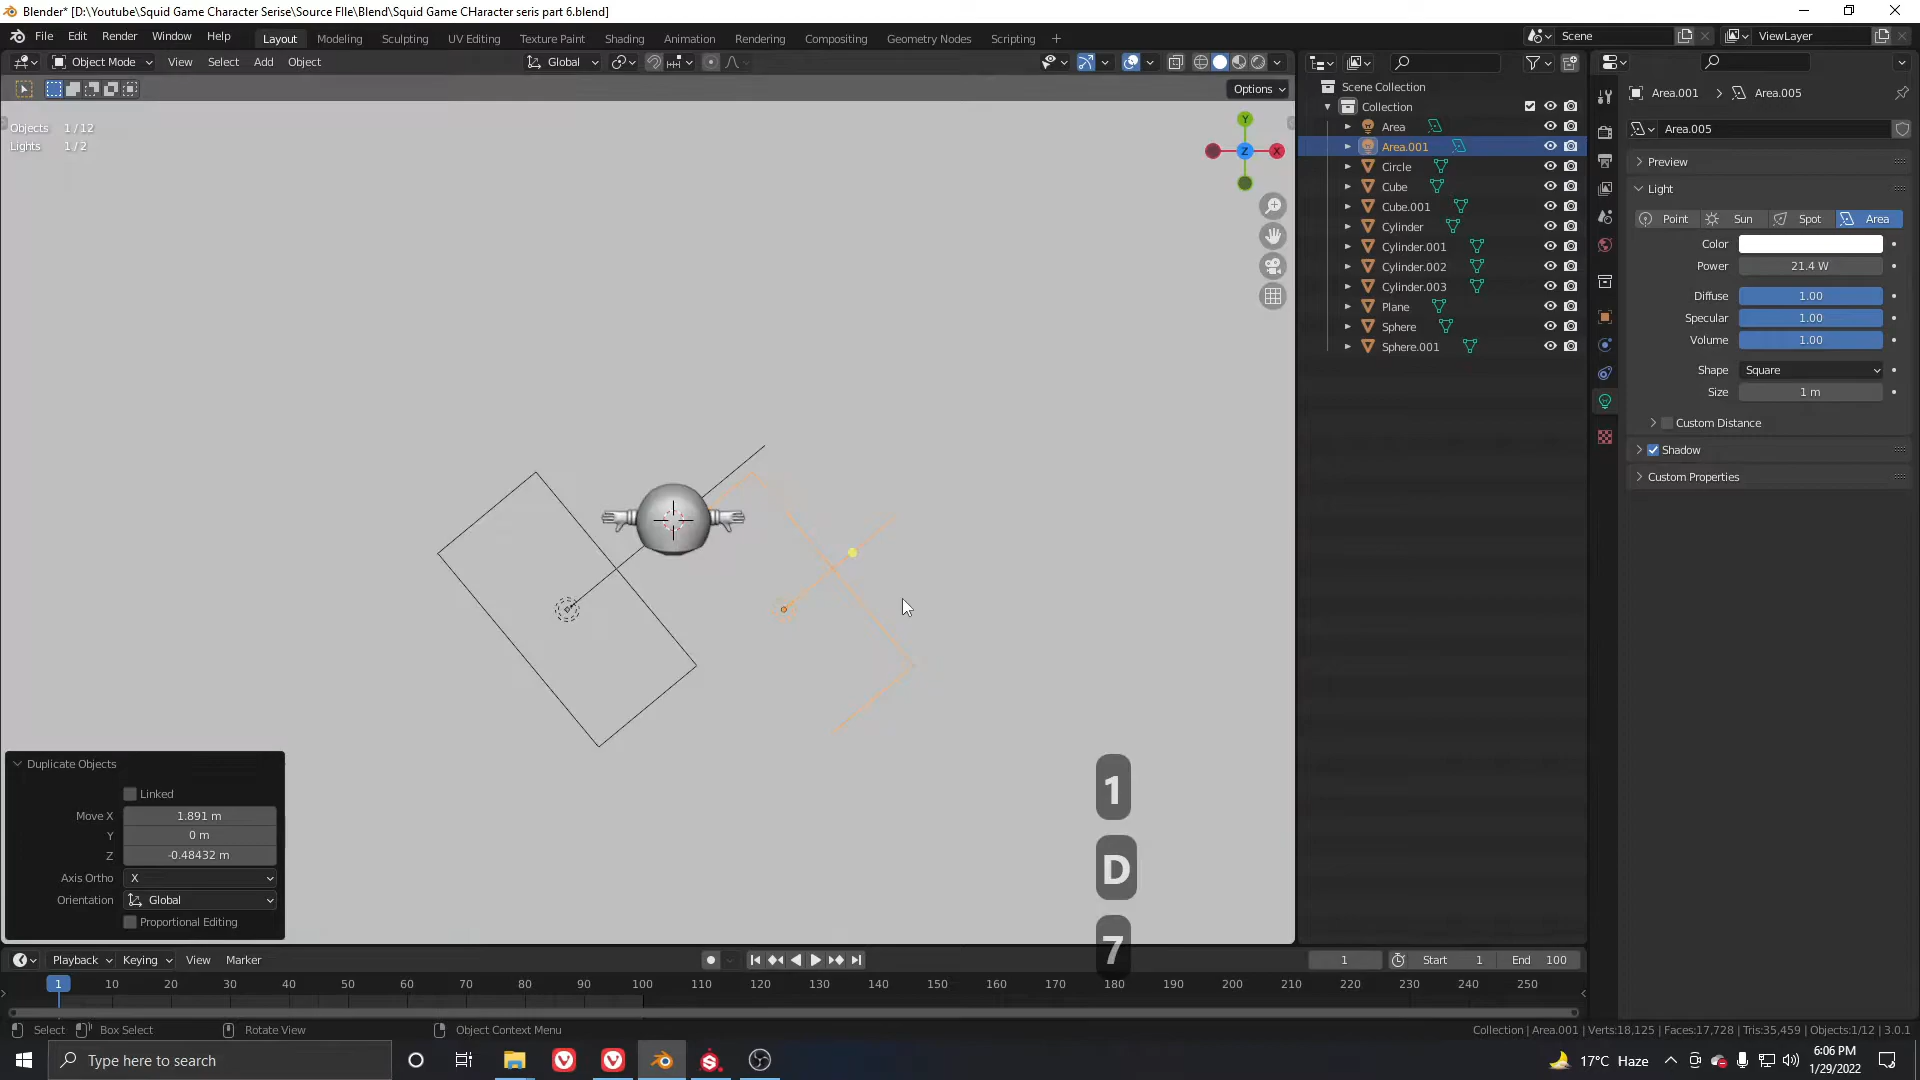 Blender* [D:\Youtube\Squid Game Character Serise\Source FIle\Blend\Squid Game CHaracter seris part 6.blend]
File Edit Render Window Help Layout Modeling Sculpting UV Editing Texture Paint Shading Animation Rendering Compositing Geometry Nodes Scripting + Scene ViewLayer
Object Mode View Select Add Object Global
Options
Objects 1 / 12
Lights 1 / 2
Y
Z
X
Scene Collection
Collection
Area
Area.001
Circle
Cube
Cube.001
Cylinder
Cylinder.001
Cylinder.002
Cylinder.003
Plane
Sphere
Sphere.001
Area.001 > Area.005
Area.005
Preview
Light
Point Sun Spot Area
Color
Power 21.4 W
Diffuse 1.00
Specular 1.00
Volume 1.00
Shape Square
Size 1 m
Custom Distance
Shadow
Custom Properties
Duplicate Objects
Linked
Move X 1.891 m
Y 0 m
Z -0.48432 m
Axis Ortho X
Orientation Global
Proportional Editing
1
D
7
Playback Keying View Marker 1 Start 1 End 100
1 10 20 30 40 50 60 70 80 90 100 110 120 130 140 150 160 170 180 190 200 210 220 230 240 250
Select Box Select Rotate View Object Context Menu Collection | Area.001 | Verts:18,125 | Faces:17,728 | Tris:35,459 | Objects:1/12 | 3.0.1
Type here to search 17°C Haze 6:06 PM
1/29/2022